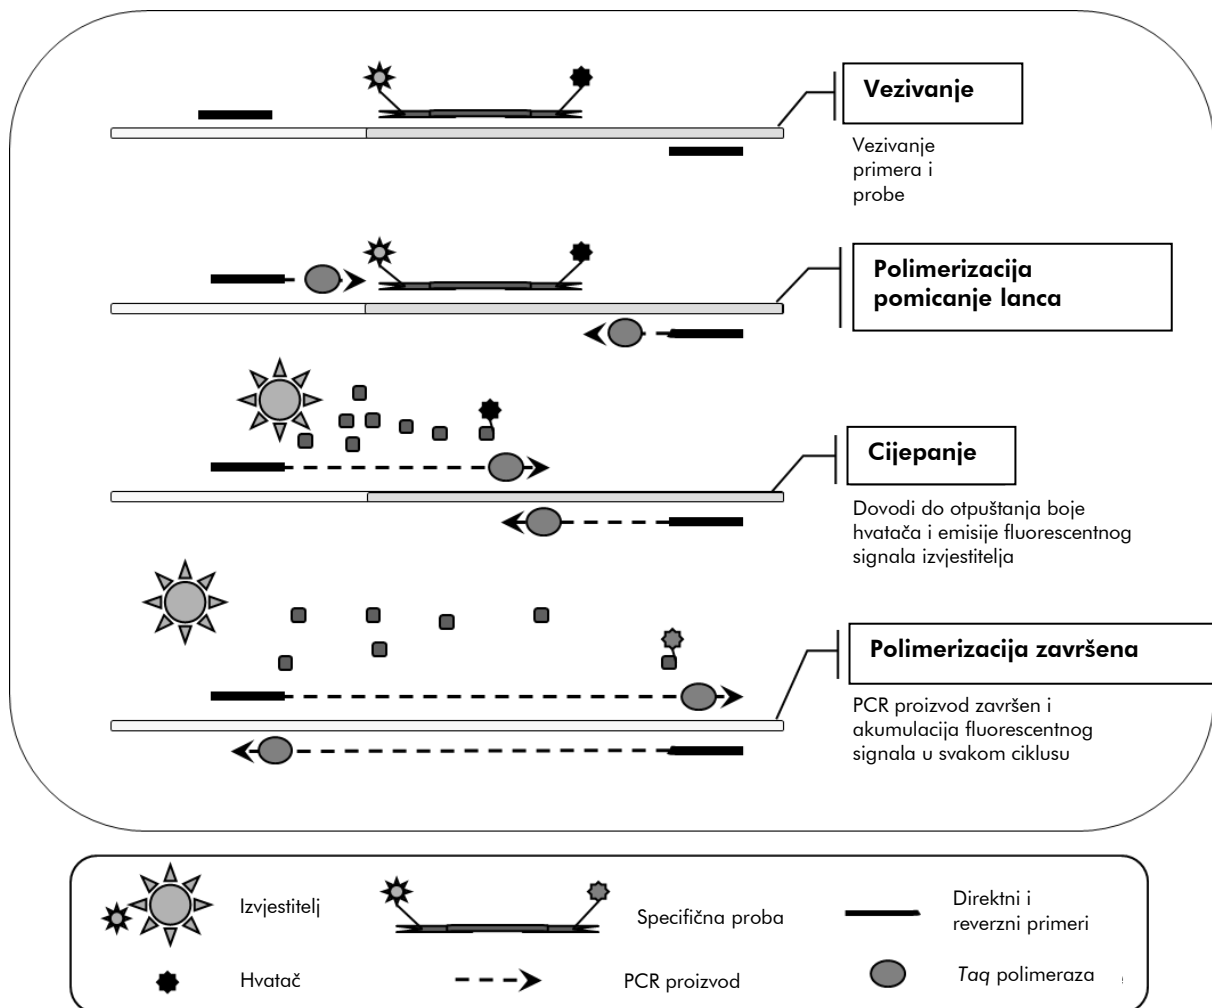 Vezivanje
Vezivanje
primera i
probe
Polimerizacija
pomicanje lanca
Cijepanje
Dovodi do otpuštanja boje
hvatača i emisije fluorescentnog
signala izvjestitelja
Polimerizacija završena
PCR proizvod završen i
akumulacija fluorescentnog
signala u svakom ciklusu
Izvjestitelj
Specifična proba
Direktni i
reverzni primeri
Hvatač
PCR proizvod
Taq polimeraza